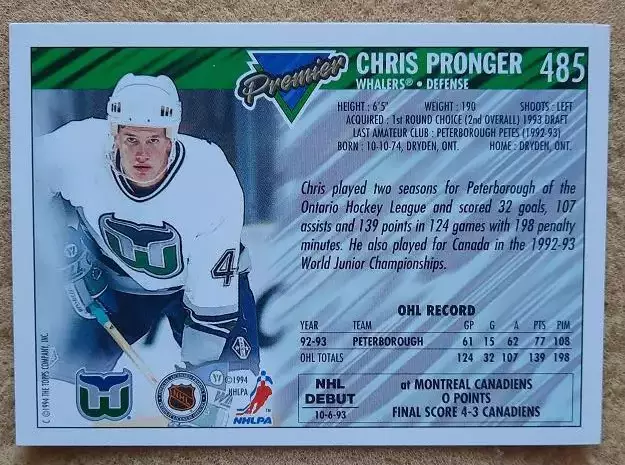 Premier
CHRIS PRONGER 485
WHALERS® • DEFENSE
HEIGHT : 6'5" WEIGHT : 190 SHOOTS : LEFT
ACQUIRED : 1st ROUND CHOICE (2nd OVERALL) 1993 DRAFT
LAST AMATEUR CLUB : PETERBOROUGH PETES (1992-93)
BORN : 10-10-74, DRYDEN, ONT. HOME : DRYDEN, ONT.
Chris played two seasons for Peterborough of the
Ontario Hockey League and scored 32 goals, 107
assists and 139 points in 124 games with 198 penalty
minutes. He also played for Canada in the 1992-93
World Junior Championships.
4
OHL RECORD
YEAR TEAM GP G A PTS PIM
92-93 PETERBOROUGH 61 15 62 77 108
OHL TOTALS 124 32 107 139 198
NHL
DEBUT
10-6-93
at MONTREAL CANADIENS
0 POINTS
FINAL SCORE 4-3 CANADIENS
© 1994 THE TOPPS COMPANY, INC.
NHL
©1994
NHLPA
NHLPA